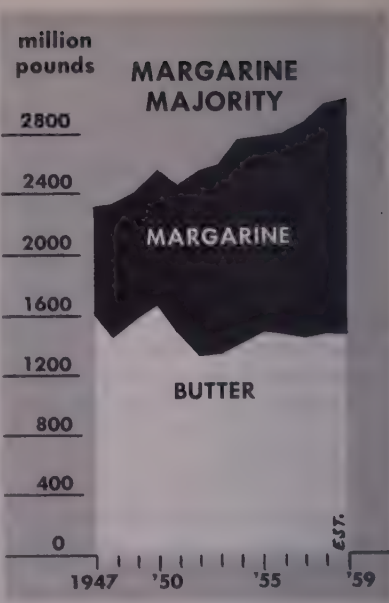 million
pounds
MARGARINE
MAJORITY
2800
2400
2000
1600
1200
800
400
0
MARGARINE
BUTTER
EST.
1947 '50 '55 '59